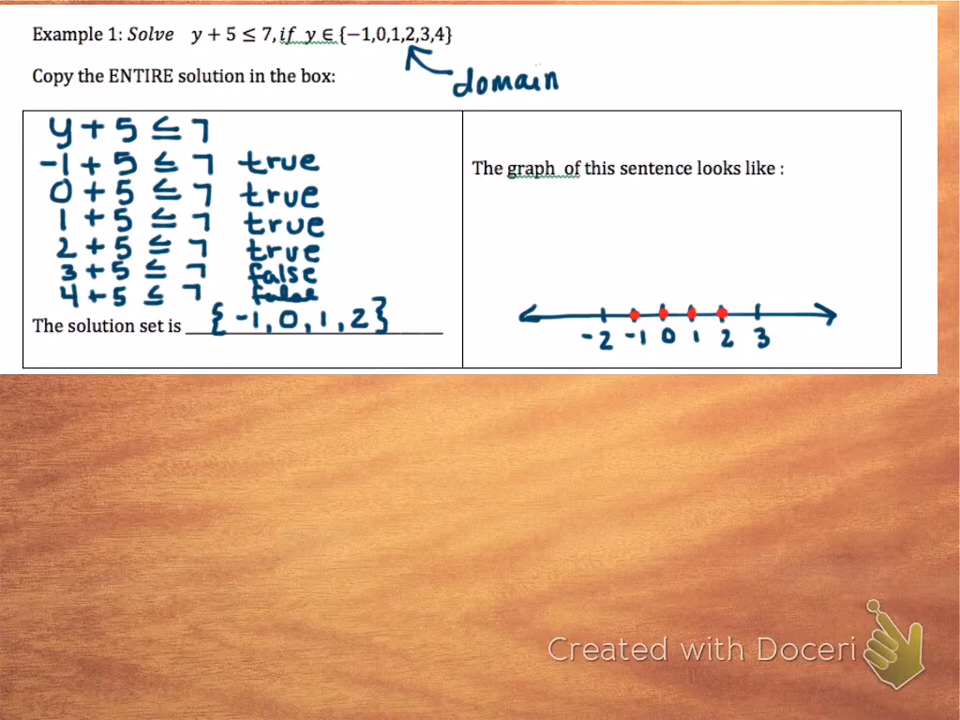 Example 1: Solve y + 5 ≤ 7, if y ∈ {−1,0,1,2,3,4}
Copy the ENTIRE solution in the box:
domain
y + 5 ≤ 7
-1 + 5 ≤ 7 true
0 + 5 ≤ 7 true
1 + 5 ≤ 7 true
2 + 5 ≤ 7 true
3 + 5 ≤ 7 false
4 + 5 ≤ 7 false
The solution set is {-1, 0, 1, 2}
The graph of this sentence looks like :
-2 -1 0 1 2 3
Created with Doceri